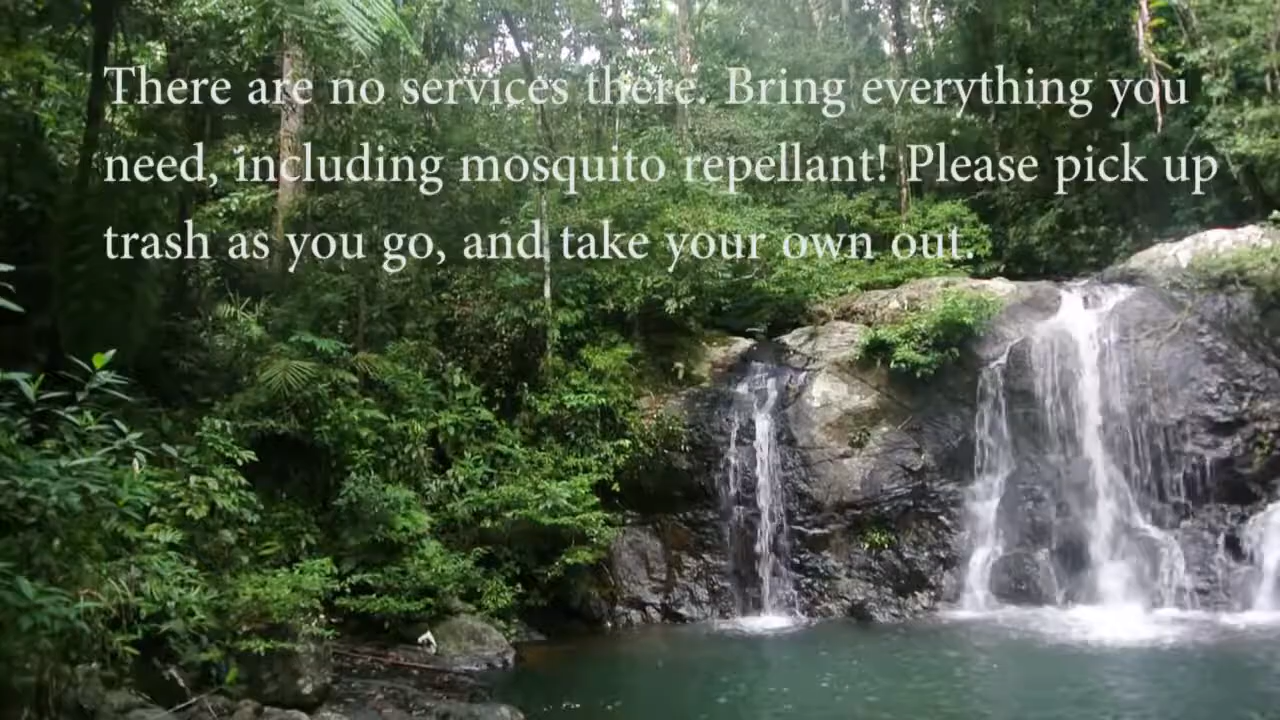 There are no services there. Bring everything you
need, including mosquito repellant! Please pick up
trash as you go, and take your own out.